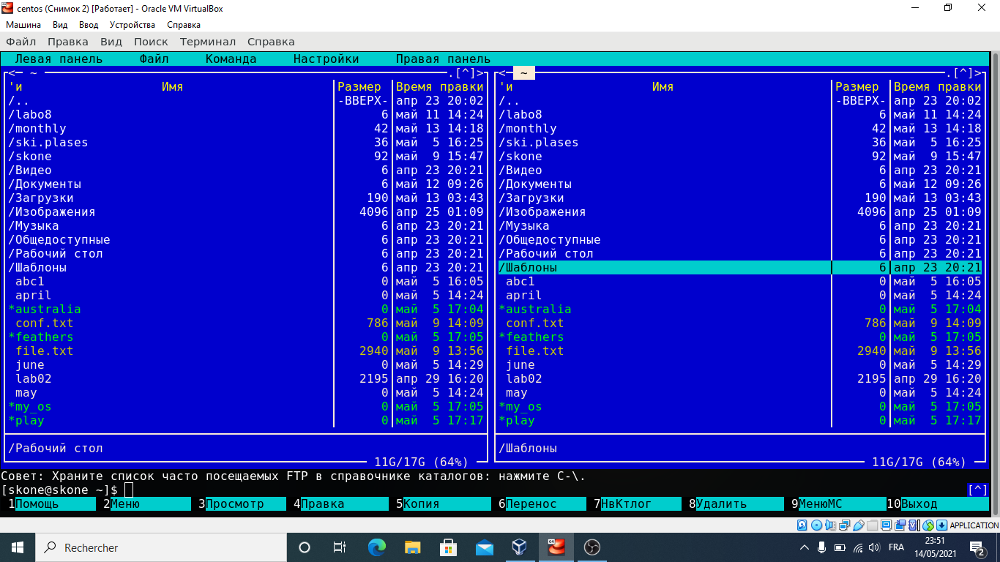 centos (Снимок 2) [Работает] - Oracle VM VirtualBox
Машина Вид Ввод Устройства Справка
Файл Правка Вид Поиск Терминал Справка
Левая панель Файл Команда Настройки Правая панель
<─ ~ .[^]> <─ ~ .[^]>
'и Имя Размер Время правки 'и Имя Размер Время правки
/.. -ВВЕРХ- апр 23 20:02 /.. -ВВЕРХ- апр 23 20:02
/labo8 6 май 11 14:24 /labo8 6 май 11 14:24
/monthly 42 май 13 14:18 /monthly 42 май 13 14:18
/ski.plases 36 май 5 16:25 /ski.plases 36 май 5 16:25
/skone 92 май 9 15:47 /skone 92 май 9 15:47
/Видео 6 апр 23 20:21 /Видео 6 апр 23 20:21
/Документы 6 май 12 09:26 /Документы 6 май 12 09:26
/Загрузки 190 май 13 03:43 /Загрузки 190 май 13 03:43
/Изображения 4096 апр 25 01:09 /Изображения 4096 апр 25 01:09
/Музыка 6 апр 23 20:21 /Музыка 6 апр 23 20:21
/Общедоступные 6 апр 23 20:21 /Общедоступные 6 апр 23 20:21
/Рабочий стол 6 апр 23 20:21 /Рабочий стол 6 апр 23 20:21
/Шаблоны 6 апр 23 20:21 /Шаблоны 6 апр 23 20:21
abc1 0 май 5 16:05 abc1 0 май 5 16:05
april 0 май 5 14:24 april 0 май 5 14:24
*australia 0 май 5 17:04 *australia 0 май 5 17:04
conf.txt 786 май 9 14:09 conf.txt 786 май 9 14:09
*feathers 0 май 5 17:05 *feathers 0 май 5 17:05
file.txt 2940 май 9 13:56 file.txt 2940 май 9 13:56
june 0 май 5 14:29 june 0 май 5 14:29
lab02 2195 апр 29 16:20 lab02 2195 апр 29 16:20
may 0 май 5 14:24 may 0 май 5 14:24
*my_os 0 май 5 17:05 *my_os 0 май 5 17:05
*play 0 май 5 17:17 *play 0 май 5 17:17
/Рабочий стол /Шаблоны
11G/17G (64%) 11G/17G (64%)
Совет: Храните список часто посещаемых FTP в справочнике каталогов: нажмите C-\.
[skone@skone ~]$ [^]
1Помощь 2Меню 3Просмотр 4Правка 5Копия 6Перенос 7НвКтлог 8Удалить 9МенюМС 10Выход
APPLICATION
Rechercher FRA 23:51
14/05/2021 2